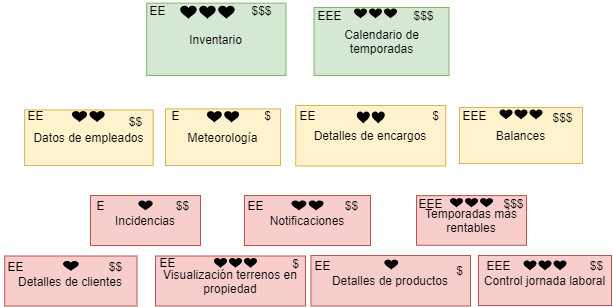 EE $$$
Inventario
EEE $$$
Calendario de
temporadas
EE $$
Datos de empleados
E $
Meteorología
EE $
Detalles de encargos
EEE $$$
Balances
E $$
Incidencias
EE $$
Notificaciones
EEE $$$
Temporadas más
rentables
EE $$
Detalles de clientes
EE $
Visualización terrenos en
propiedad
EE $
Detalles de productos
EEE $$
Control jornada laboral